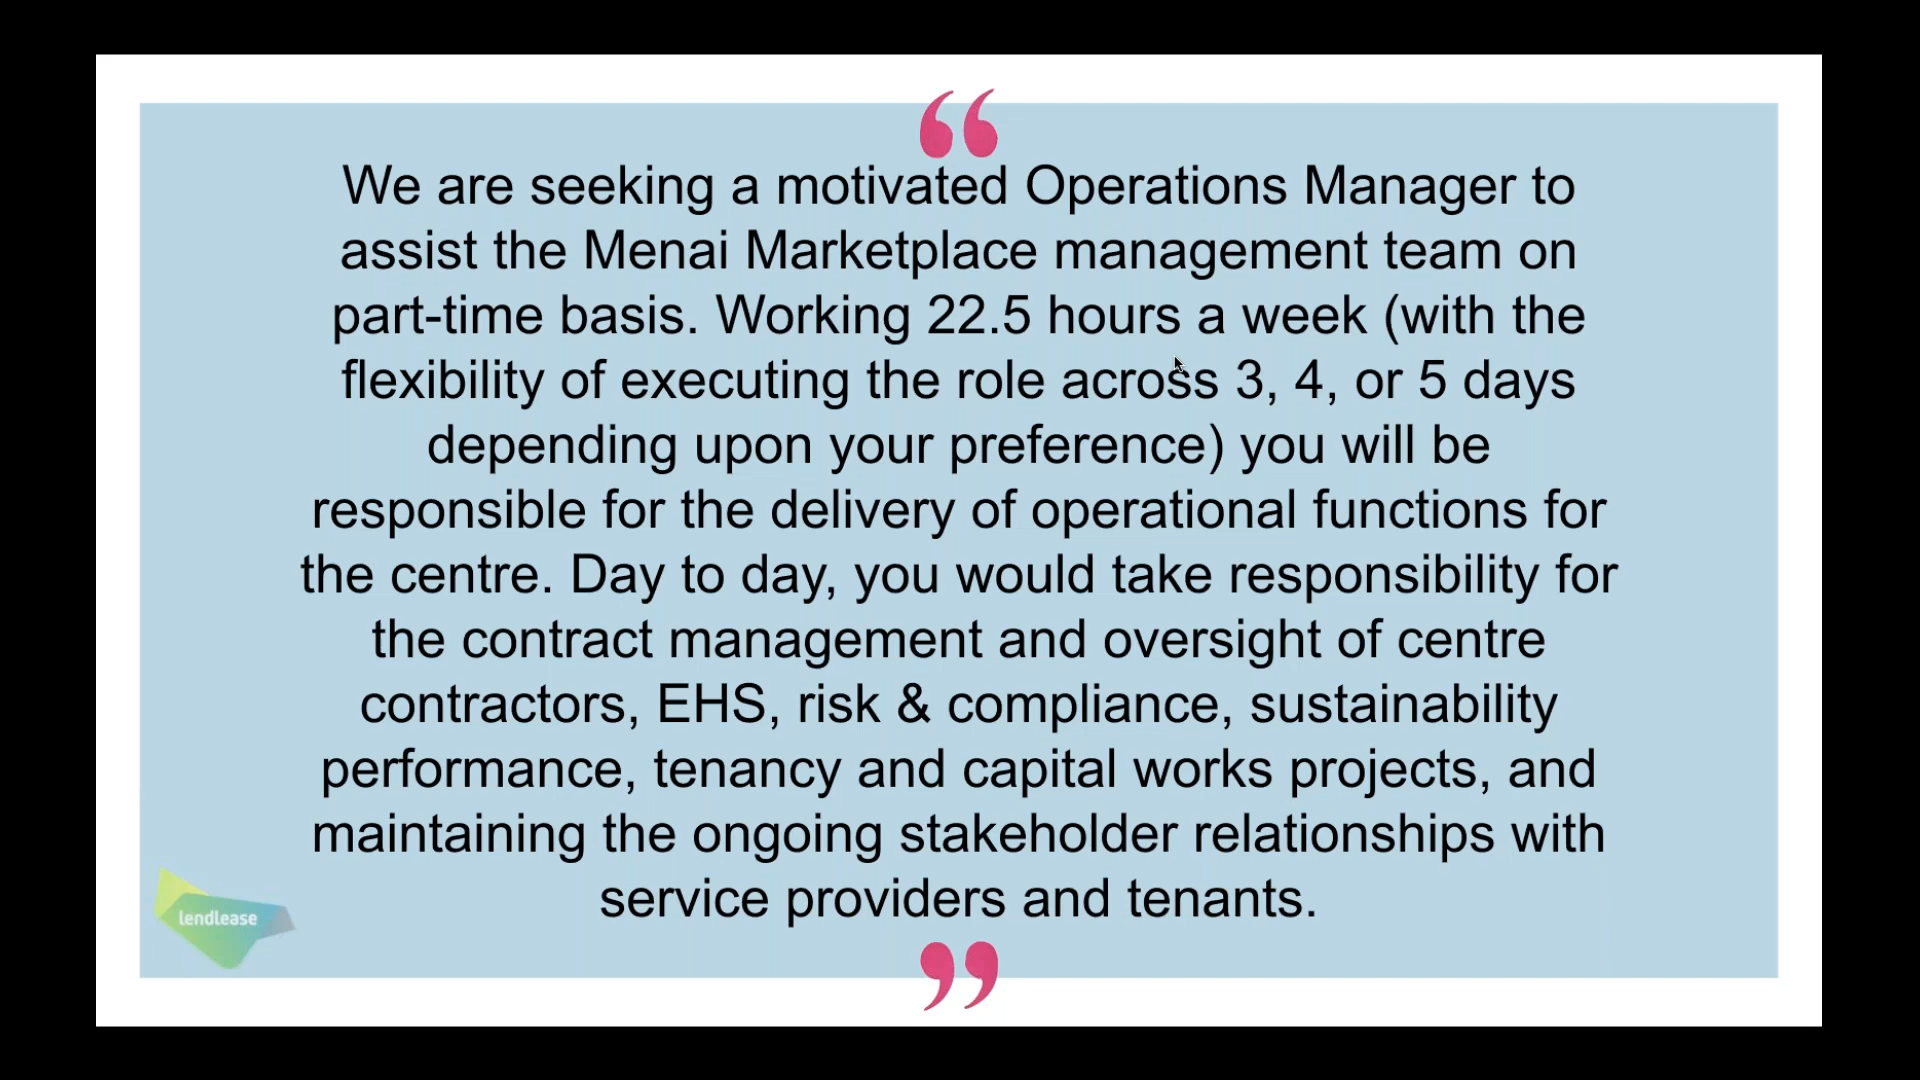 “
We are seeking a motivated Operations Manager to
assist the Menai Marketplace management team on
part-time basis. Working 22.5 hours a week (with the
flexibility of executing the role across 3, 4, or 5 days
depending upon your preference) you will be
responsible for the delivery of operational functions for
the centre. Day to day, you would take responsibility for
the contract management and oversight of centre
contractors, EHS, risk & compliance, sustainability
performance, tenancy and capital works projects, and
maintaining the ongoing stakeholder relationships with
service providers and tenants.
lendlease
”